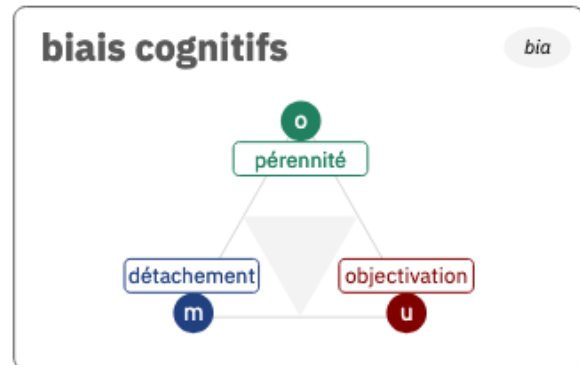 biais cognitifs
bia
o
pérennité
détachement
objectivation
m
u